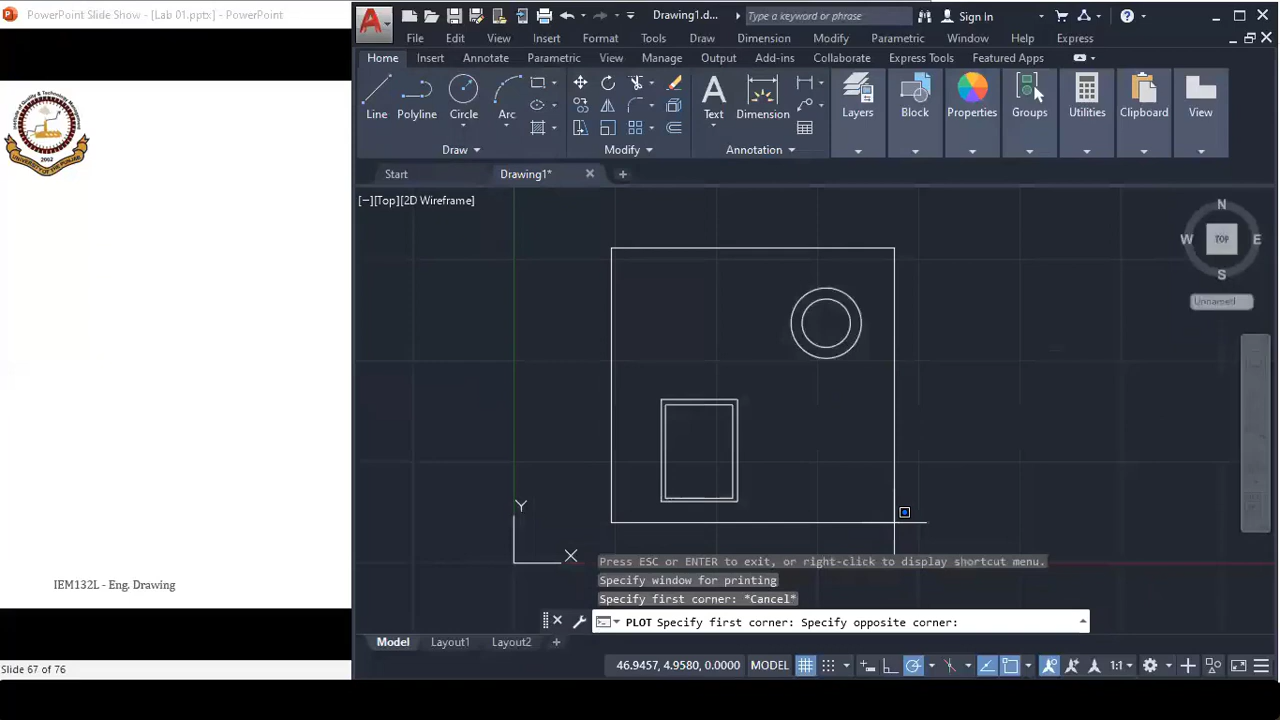 PowerPoint Slide Show - [Lab 01.pptx] - PowerPoint
2002
IEM132L - Eng. Drawing
Slide 67 of 76
Drawing1.d...
Type a keyword or phrase
Sign In
File Edit View Insert Format Tools Draw Dimension Modify Parametric Window Help Express
Home Insert Annotate Parametric View Manage Output Add-ins Collaborate Express Tools Featured Apps
Line Polyline Circle Arc Text Dimension Layers Block Properties Groups Utilities Clipboard View
Draw Modify Annotation
Start Drawing1*
[−][Top][2D Wireframe]
N
W TOP E
S
Unnamed
Y
X
Press ESC or ENTER to exit, or right-click to display shortcut menu.
Specify window for printing
Specify first corner: *Cancel*
PLOT Specify first corner: Specify opposite corner:
Model Layout1 Layout2
46.9457, 4.9580, 0.0000 MODEL 1:1